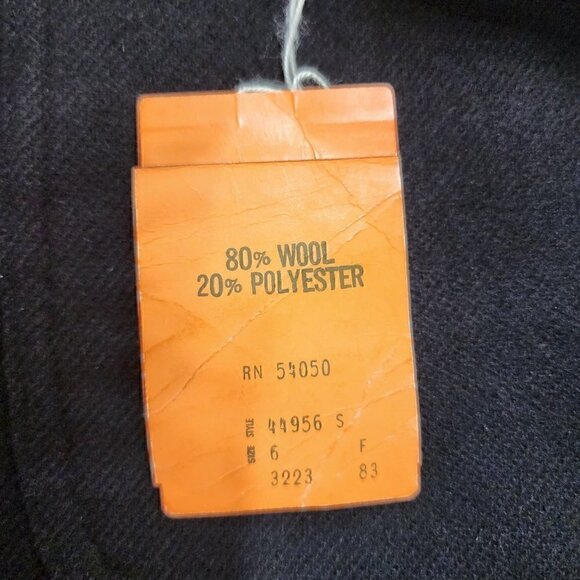 80% WOOL
20% POLYESTER
RN 54050
STYLE 44956 S
SIZE 6 F
3223 83